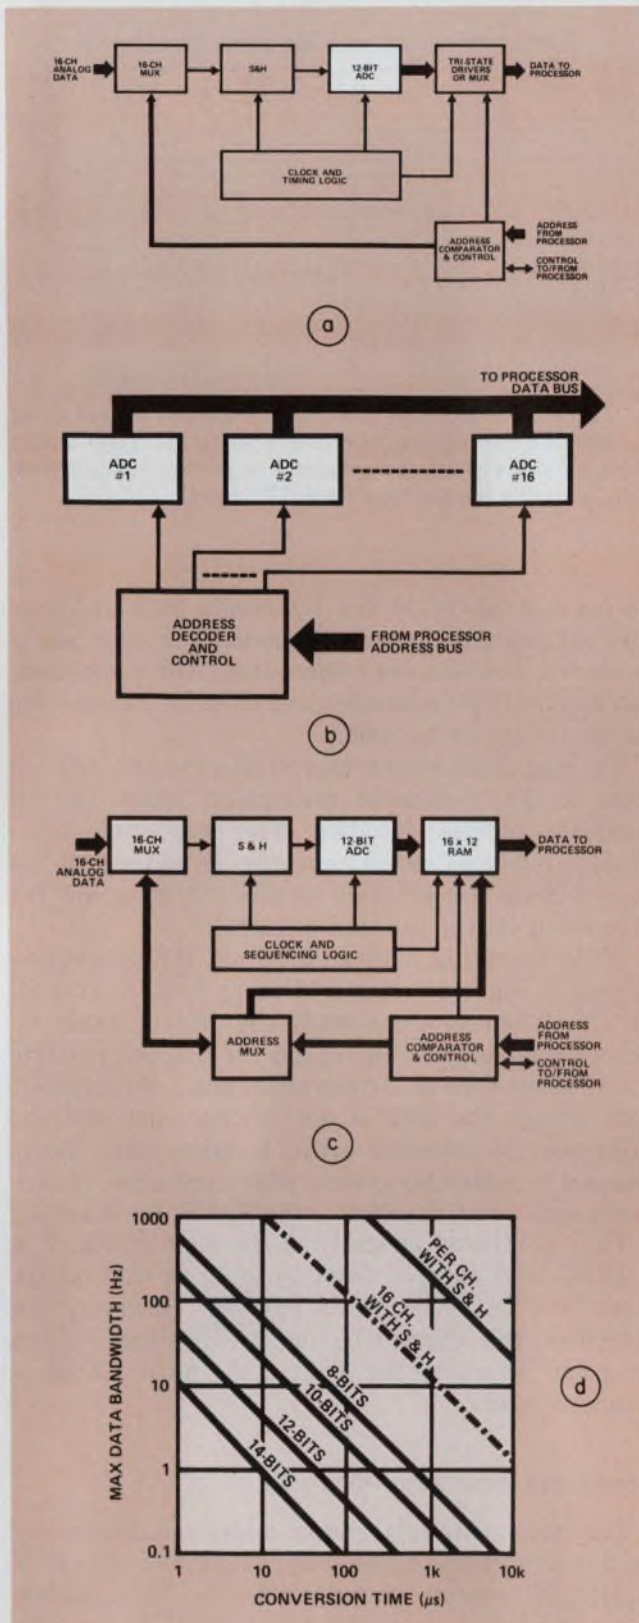 16-CH
ANALOG
DATA
16-CH
MUX
S&H
12-BIT
ADC
TRI-STATE
DRIVERS
OR MUX
DATA TO
PROCESSOR
CLOCK AND
TIMING LOGIC
ADDRESS
COMPARATOR
& CONTROL
ADDRESS
FROM
PROCESSOR
CONTROL
TO/FROM
PROCESSOR
a
TO PROCESSOR
DATA BUS
ADC
#1
ADC
#2
ADC
#16
ADDRESS
DECODER
AND
CONTROL
FROM PROCESSOR
ADDRESS BUS
b
16-CH
ANALOG
DATA
16-CH
MUX
S & H
12-BIT
ADC
16 x 12
RAM
DATA TO
PROCESSOR
CLOCK AND
SEQUENCING LOGIC
ADDRESS
MUX
ADDRESS
COMPARATOR
& CONTROL
ADDRESS
FROM
PROCESSOR
CONTROL
TO/FROM
PROCESSOR
c
MAX DATA BANDWIDTH (Hz)
1000
100
10
1
0.1
PER CH.
WITH S & H
16 CH.
WITH S & H
8-BITS
10-BITS
12-BITS
14-BITS
d
1 10 100 1k 10k
CONVERSION TIME (μs)